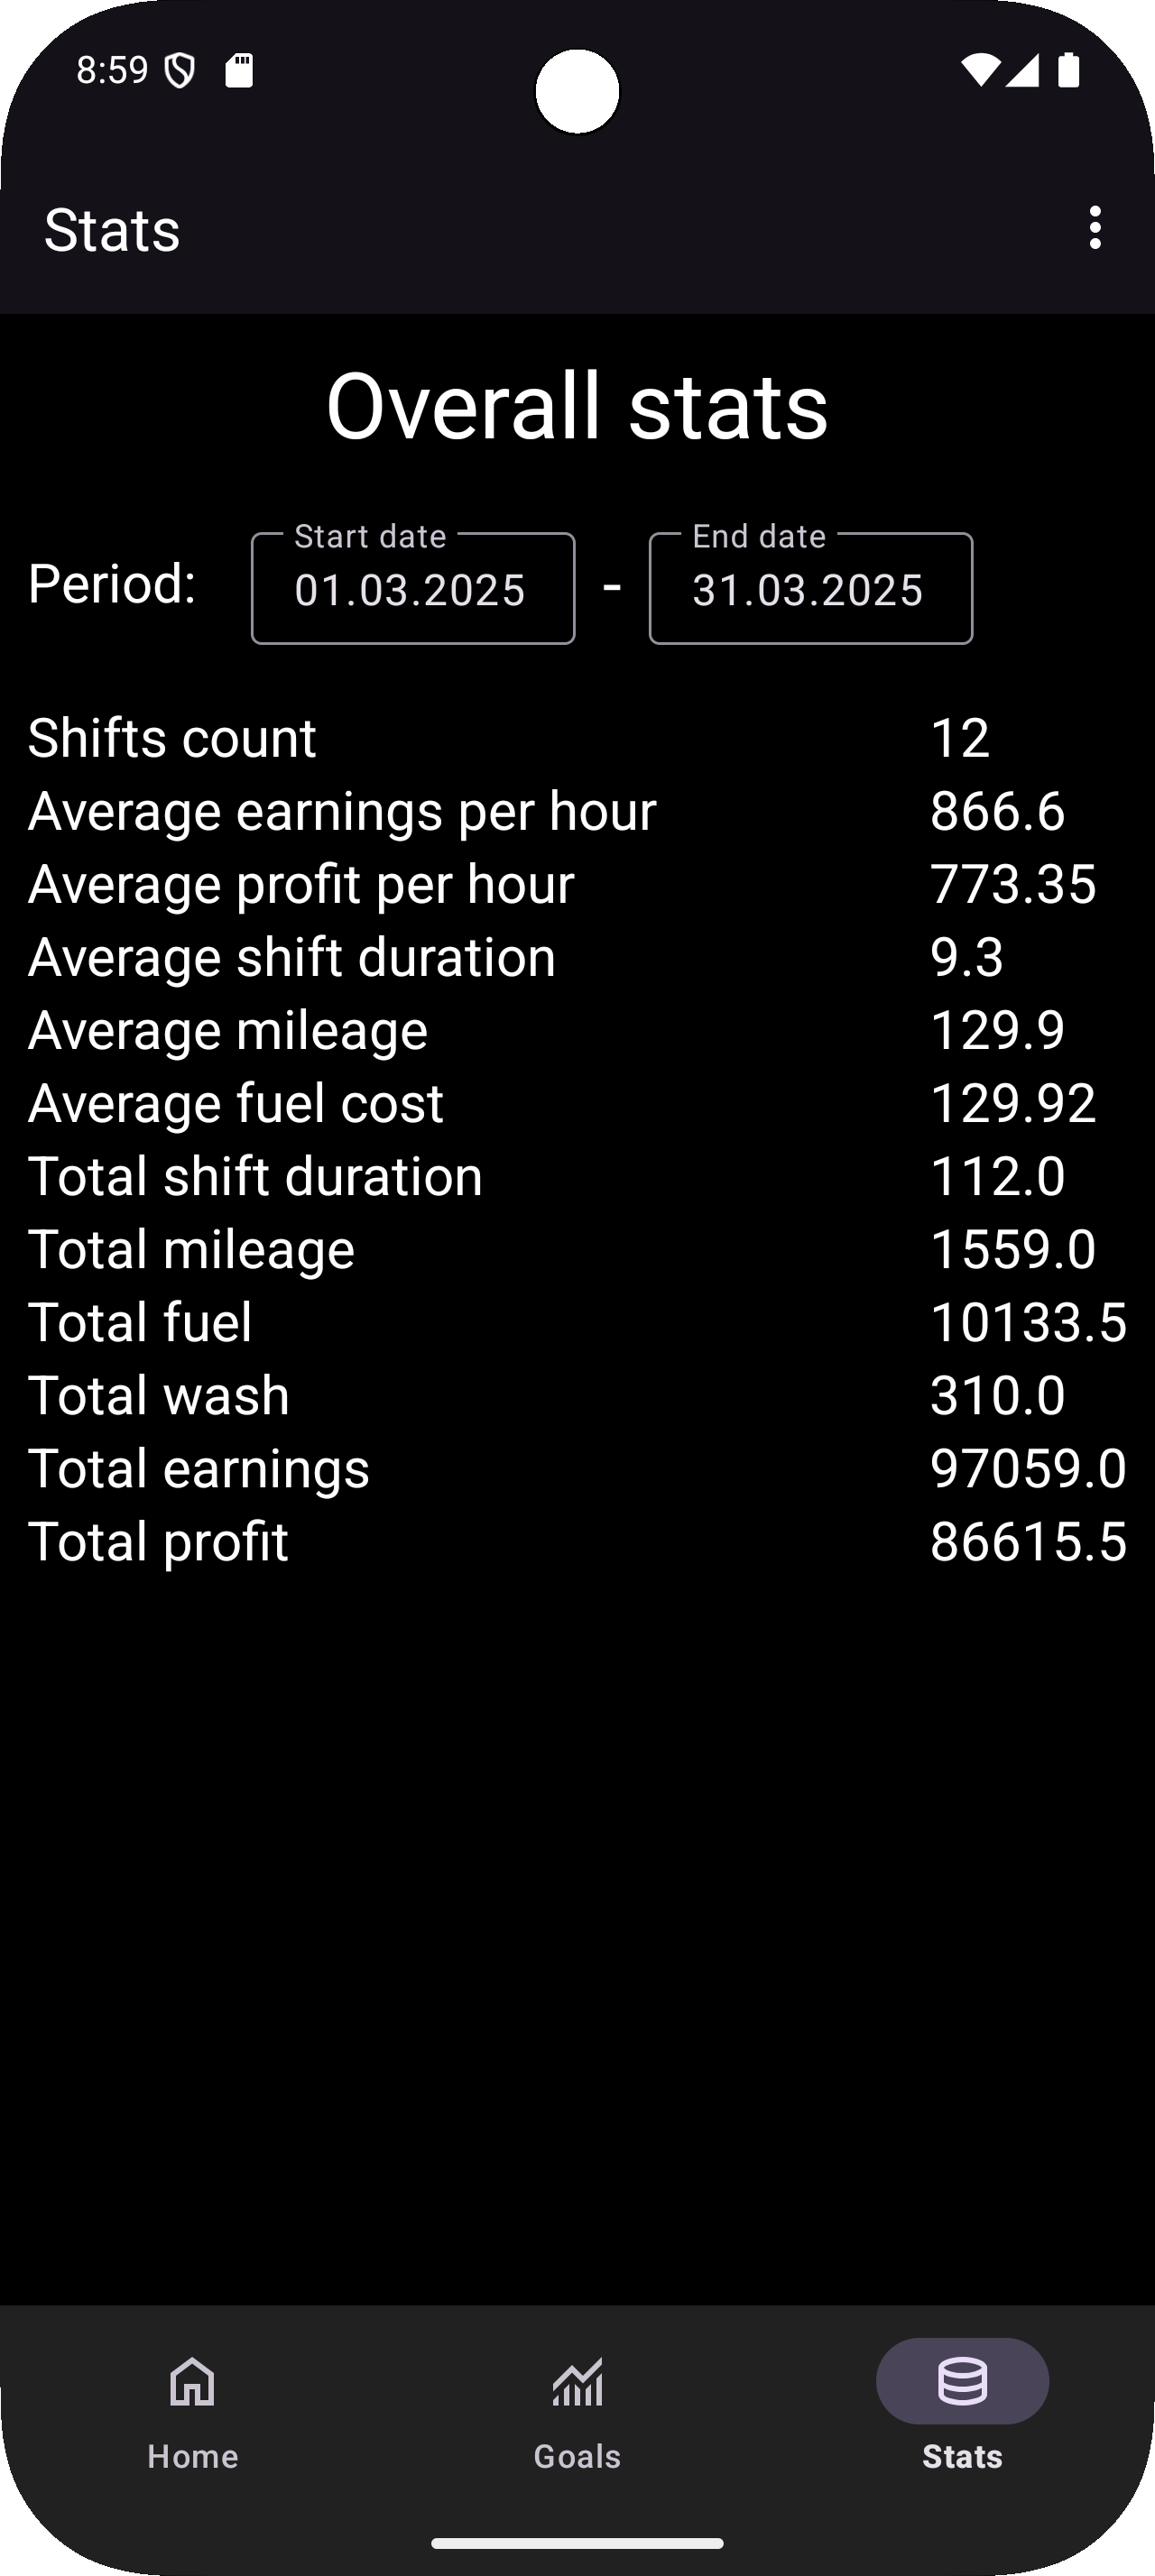 8:59
Stats
Overall stats
Start date
End date
Period: 01.03.2025 - 31.03.2025
Shifts count 12
Average earnings per hour 866.6
Average profit per hour 773.35
Average shift duration 9.3
Average mileage 129.9
Average fuel cost 129.92
Total shift duration 112.0
Total mileage 1559.0
Total fuel 10133.5
Total wash 310.0
Total earnings 97059.0
Total profit 86615.5
Home Goals Stats